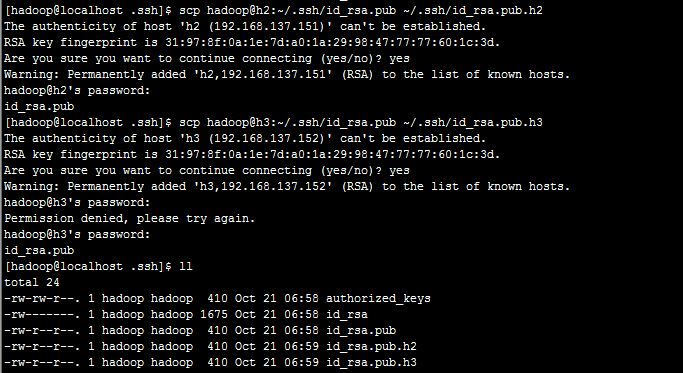 [hadoop@localhost .ssh]$ scp hadoop@h2:~/.ssh/id_rsa.pub ~/.ssh/id_rsa.pub.h2
The authenticity of host 'h2 (192.168.137.151)' can't be established.
RSA key fingerprint is 31:97:8f:0a:1e:7d:a0:1a:29:98:47:77:77:60:1c:3d.
Are you sure you want to continue connecting (yes/no)? yes
Warning: Permanently added 'h2,192.168.137.151' (RSA) to the list of known hosts.
hadoop@h2's password:
id_rsa.pub
[hadoop@localhost .ssh]$ scp hadoop@h3:~/.ssh/id_rsa.pub ~/.ssh/id_rsa.pub.h3
The authenticity of host 'h3 (192.168.137.152)' can't be established.
RSA key fingerprint is 31:97:8f:0a:1e:7d:a0:1a:29:98:47:77:77:60:1c:3d.
Are you sure you want to continue connecting (yes/no)? yes
Warning: Permanently added 'h3,192.168.137.152' (RSA) to the list of known hosts.
hadoop@h3's password:
Permission denied, please try again.
hadoop@h3's password:
id_rsa.pub
[hadoop@localhost .ssh]$ ll
total 24
-rw-rw-r--. 1 hadoop hadoop  410 Oct 21 06:58 authorized_keys
-rw-------. 1 hadoop hadoop 1675 Oct 21 06:58 id_rsa
-rw-r--r--. 1 hadoop hadoop  410 Oct 21 06:58 id_rsa.pub
-rw-r--r--. 1 hadoop hadoop  410 Oct 21 06:59 id_rsa.pub.h2
-rw-r--r--. 1 hadoop hadoop  410 Oct 21 06:59 id_rsa.pub.h3